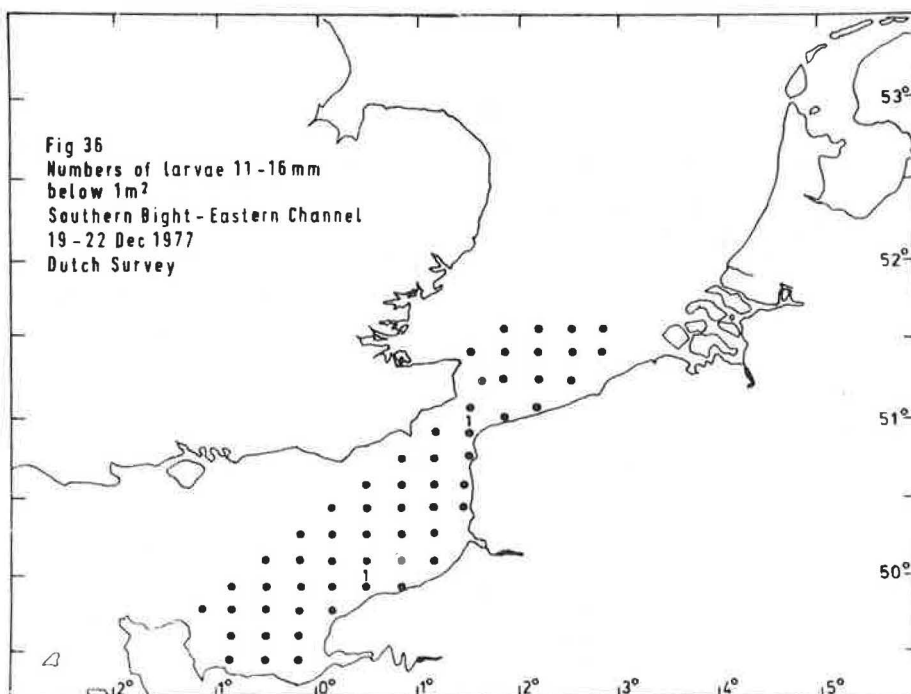 Fig 36
Numbers of larvae 11-16mm
below 1m²
Southern Bight-Eastern Channel
19-22 Dec 1977
Dutch Survey
53°
52°
51°
50°
1
1
2° 1° 0° 1° 2° 3° 4° 5°